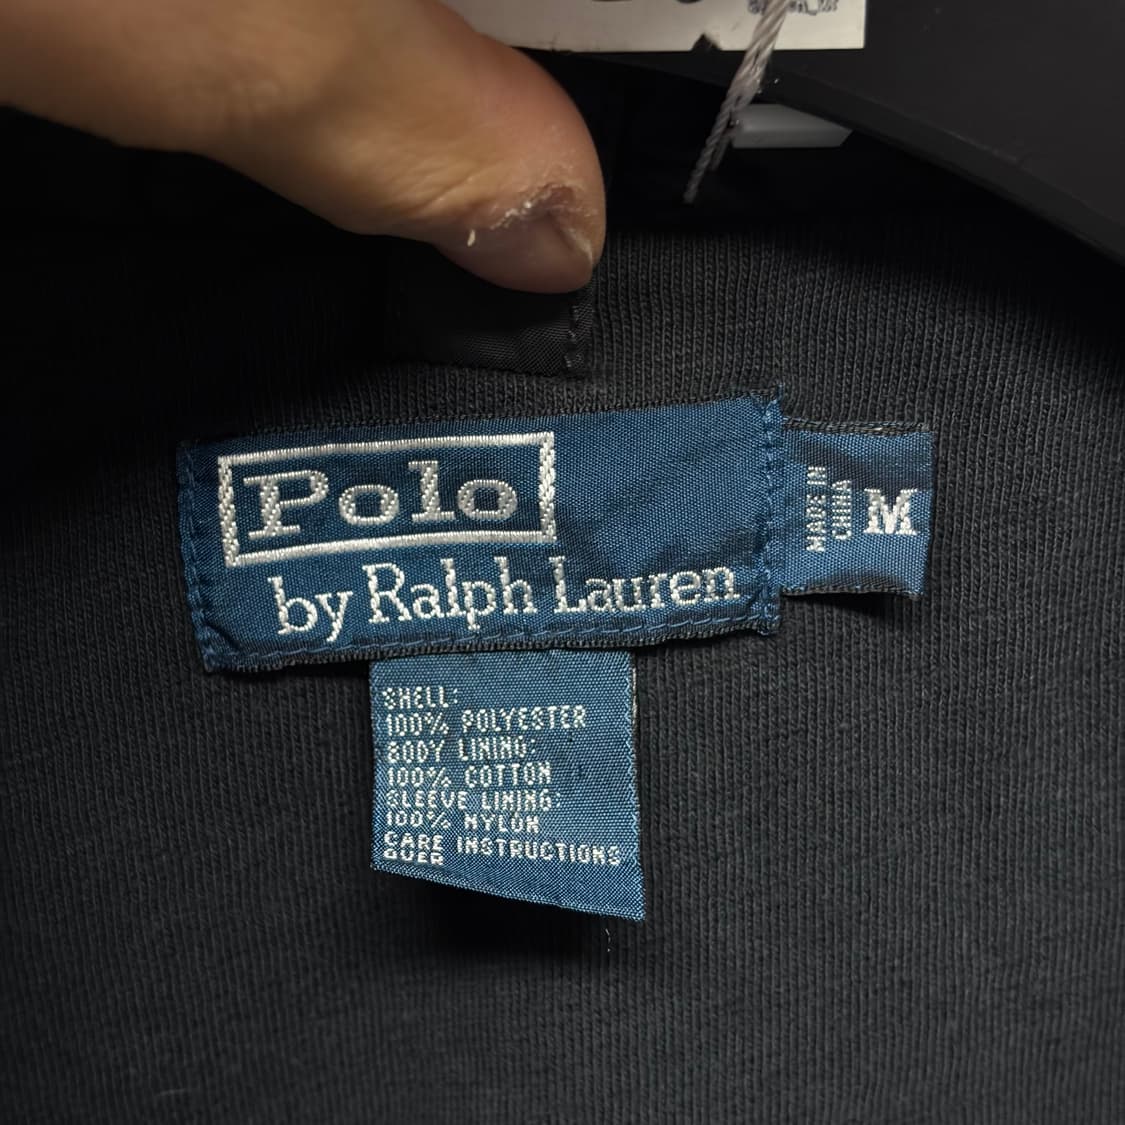 Polo
by Ralph Lauren
MADE IN
CHINA
M
SHELL:
100% POLYESTER
BODY LINING:
100% COTTON
SLEEVE LINING:
100% NYLON
CARE INSTRUCTIONS
OVER